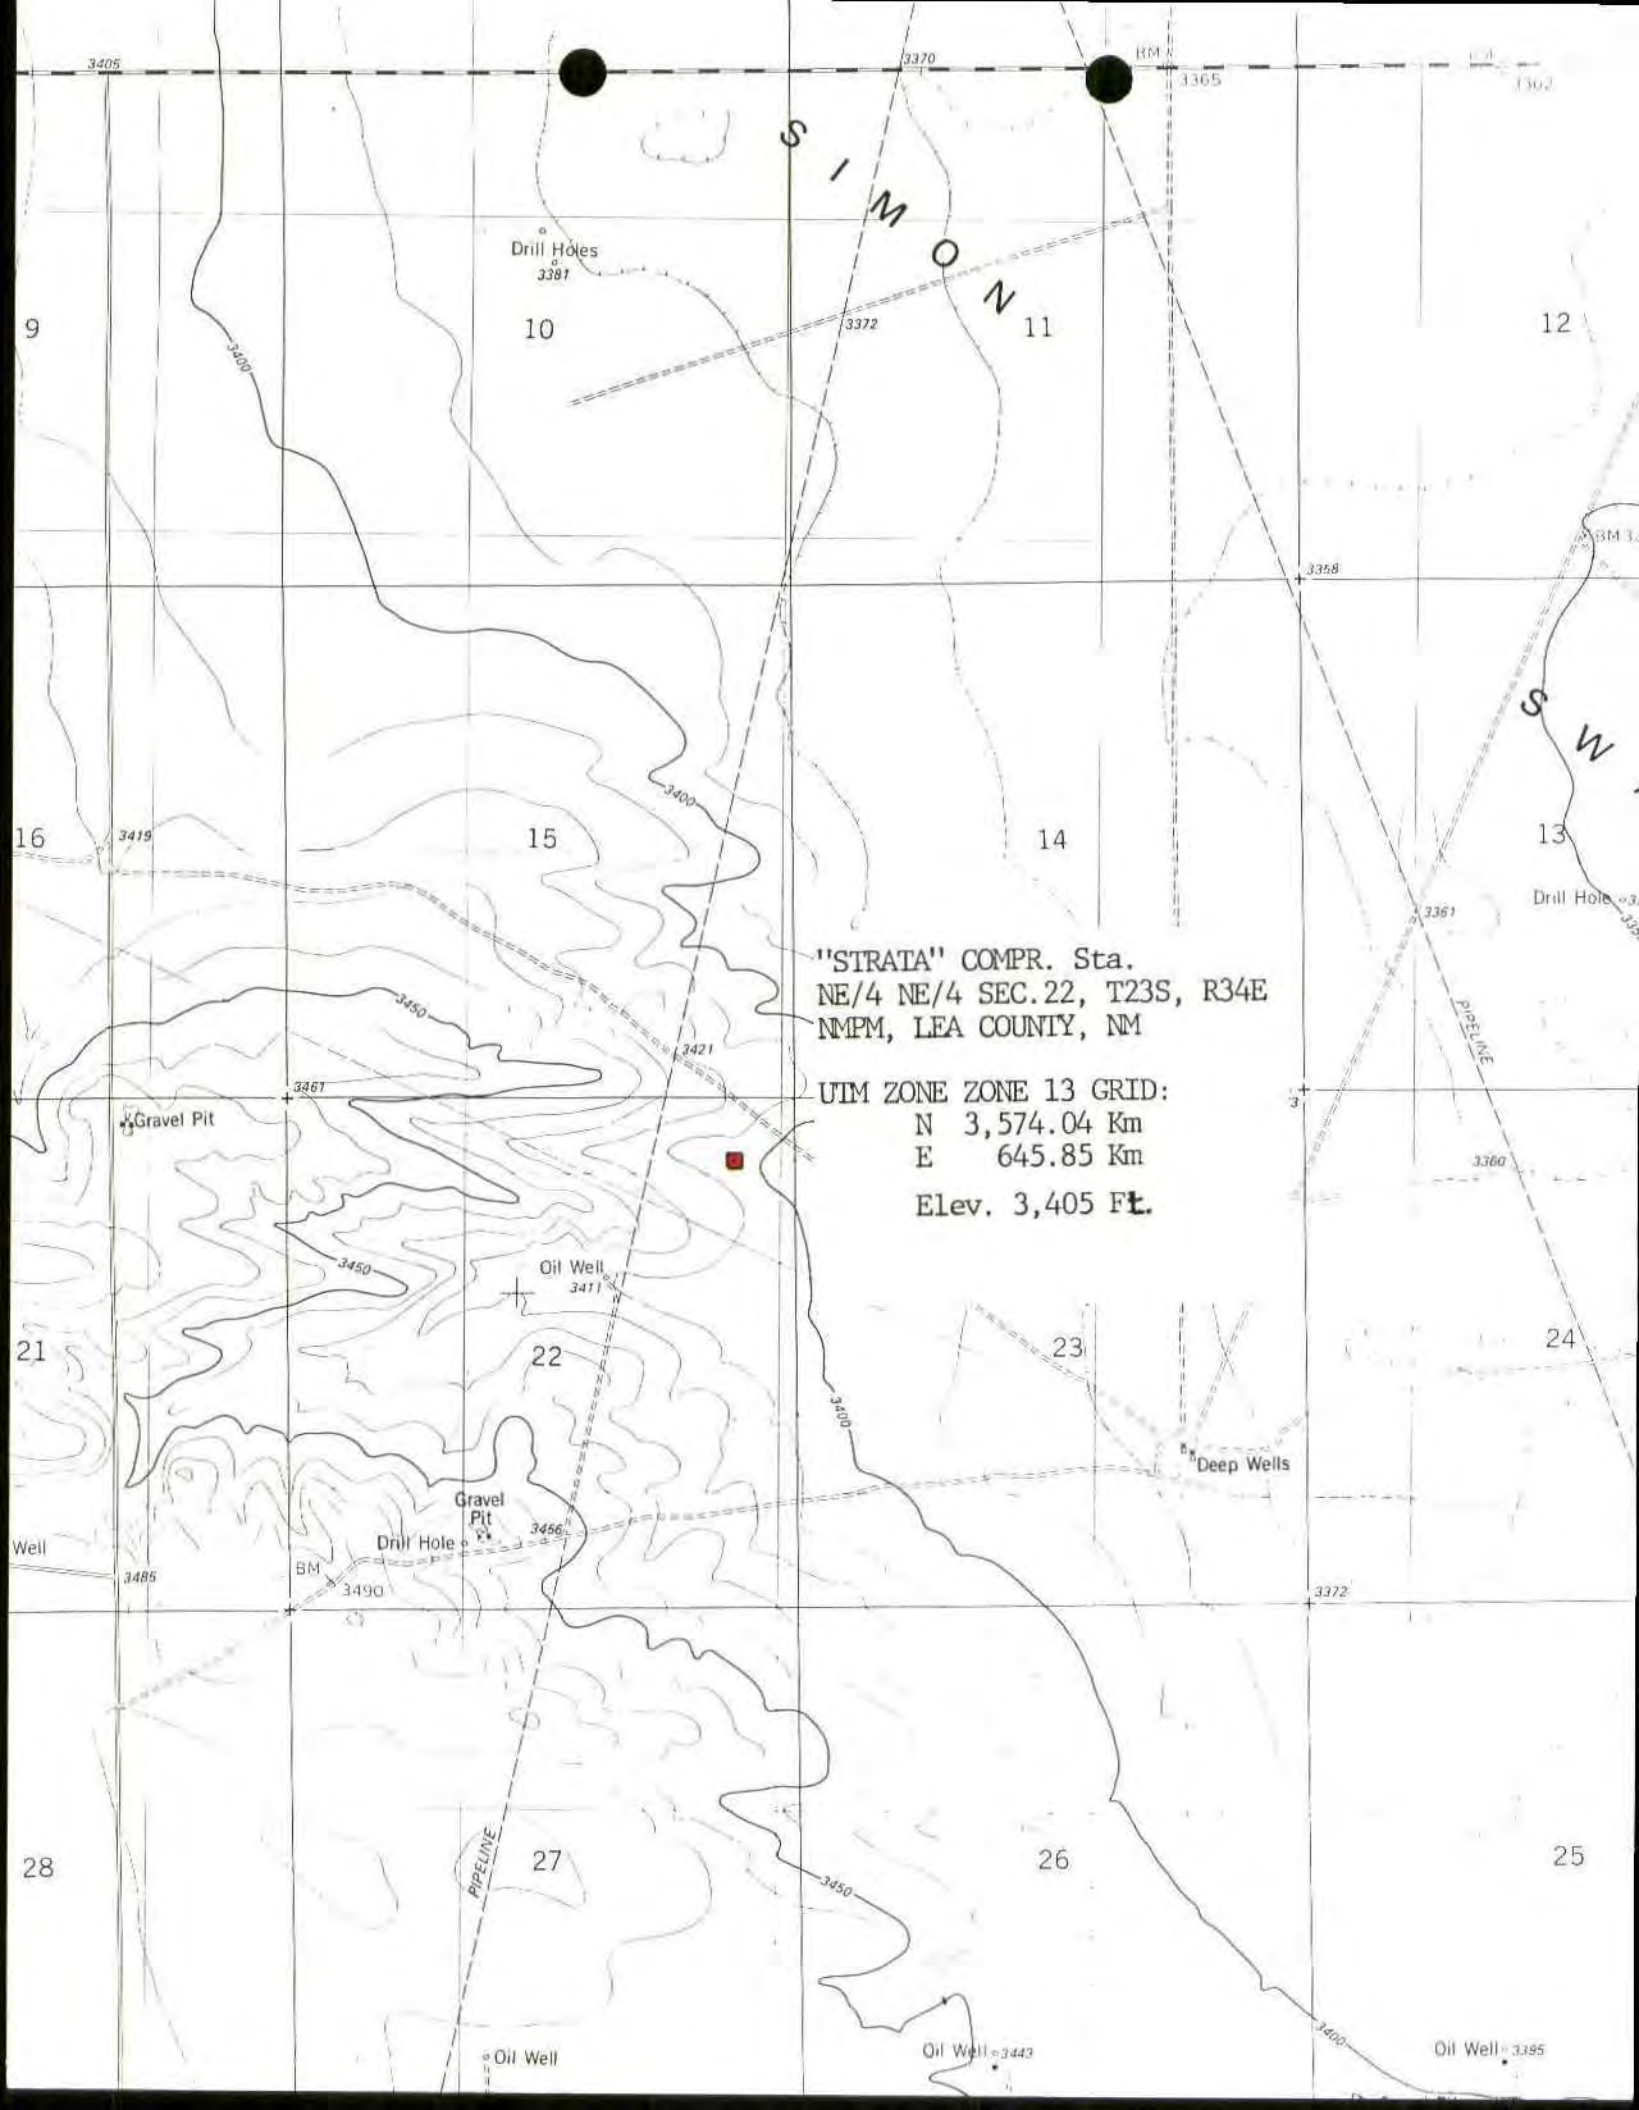 3405
3370
BM
3365
3362
S I M O N
Drill Holes
3381
9
10
3372
11
12
3400
3358
S W
3400
16
3419
15
14
13
Drill Hole
3361
"STRATA" COMPR. Sta.
NE/4 NE/4 SEC.22, T23S, R34E
NMPM, LEA COUNTY, NM
3450
PIPELINE
3421
3461
UTM ZONE ZONE 13 GRID:
N 3,574.04 Km
E 645.85 Km
Elev. 3,405 Ft.
Gravel Pit
3
3360
3450
Oil Well
3411
21
22
23
24
3400
Deep Wells
Gravel
Pit
3456
Drill Hole
Well
3485
BM
3490
3372
28
PIPELINE
27
26
25
3450
3400
Oil Well
Oil Well 3443
Oil Well 3395